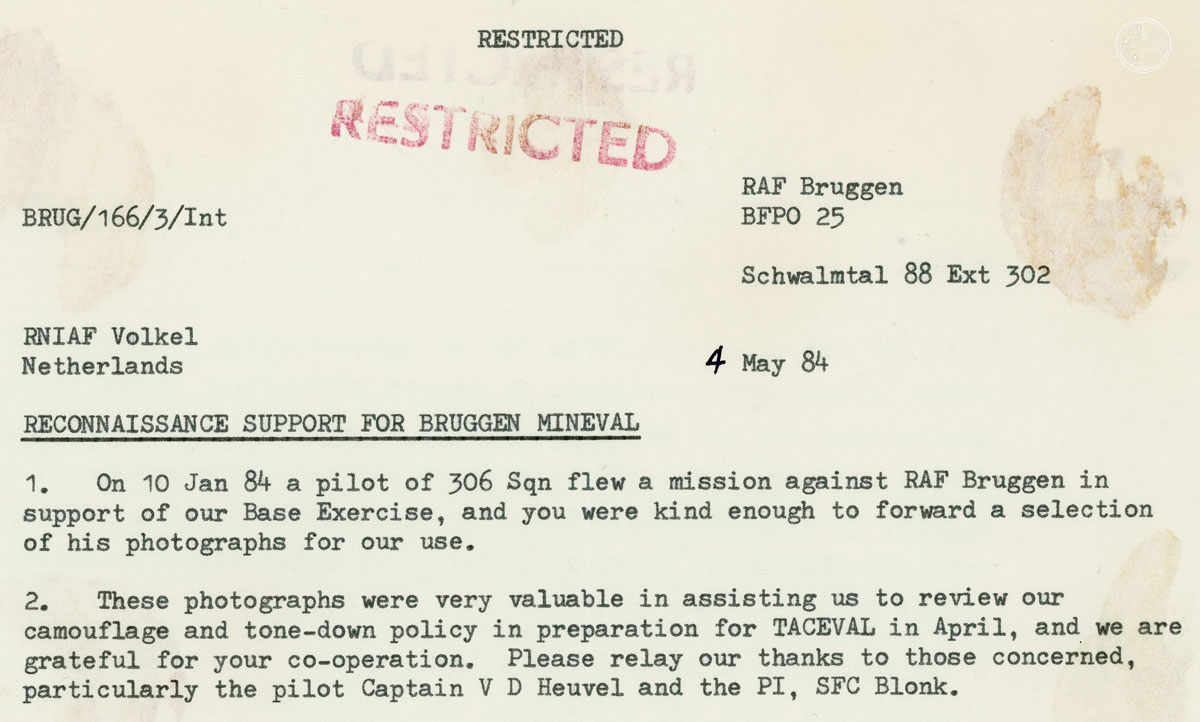 RESTRICTED
RESTRICTED
RESTRICTED
RAF Bruggen
BRUG/166/3/Int
BFPO 25
Schwalmtal 88 Ext 302
RNIAF Volkel
Netherlands
4 May 84
RECONNAISSANCE SUPPORT FOR BRUGGEN MINEVAL
1. On 10 Jan 84 a pilot of 306 Sqn flew a mission against RAF Bruggen in
support of our Base Exercise, and you were kind enough to forward a selection
of his photographs for our use.
2. These photographs were very valuable in assisting us to review our
camouflage and tone-down policy in preparation for TACEVAL in April, and we are
grateful for your co-operation. Please relay our thanks to those concerned,
particularly the pilot Captain V D Heuvel and the PI, SFC Blonk.